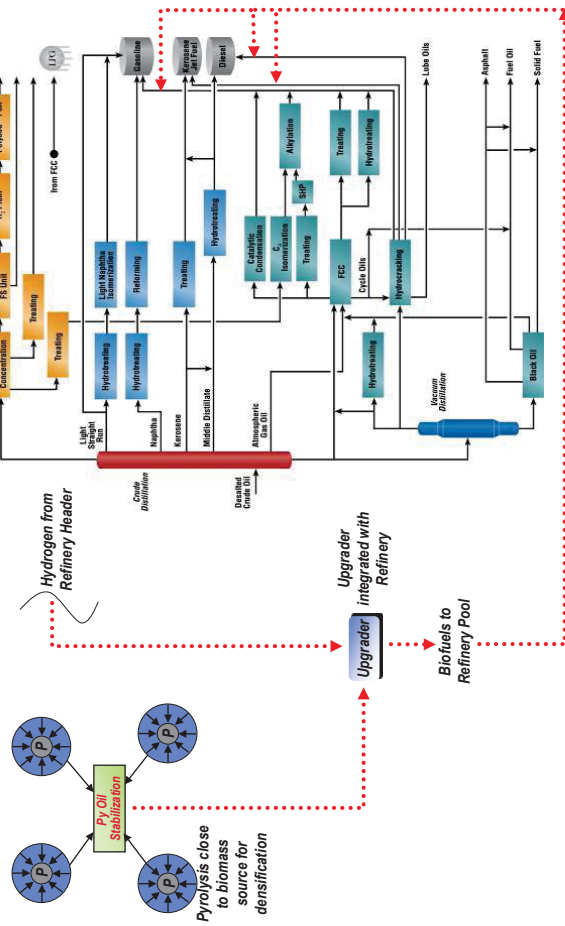 P
P
P
P
Py Oil
Stabilization
Pyrolysis close
to biomass
source for
densification
Hydrogen from
Refinery Header
Upgrader
integrated with
Refinery
Upgrader
Biofuels to
Refinery Pool
Concentration
FS Unit
Treating
Treating
from FCC
Light
Straight
Run
Hydrotreating
Light Naphtha
Isomerization
Gasoline
Naphtha
Hydrotreating
Reforming
Crude
Distillation
Kerosene
Treating
Kerosene
Jet Fuel
Middle Distillate
Hydrotreating
Diesel
Desalted
Crude Oil
Atmospheric
Gas Oil
Catalytic
Condensation
C4
Isomerization
Alkylation
Treating
SHP
FCC
Treating
Cycle Oils
Hydrotreating
Hydrotreating
Hydrocracking
Lube Oils
Vacuum
Distillation
Asphalt
Fuel Oil
Black Oil
Solid Fuel